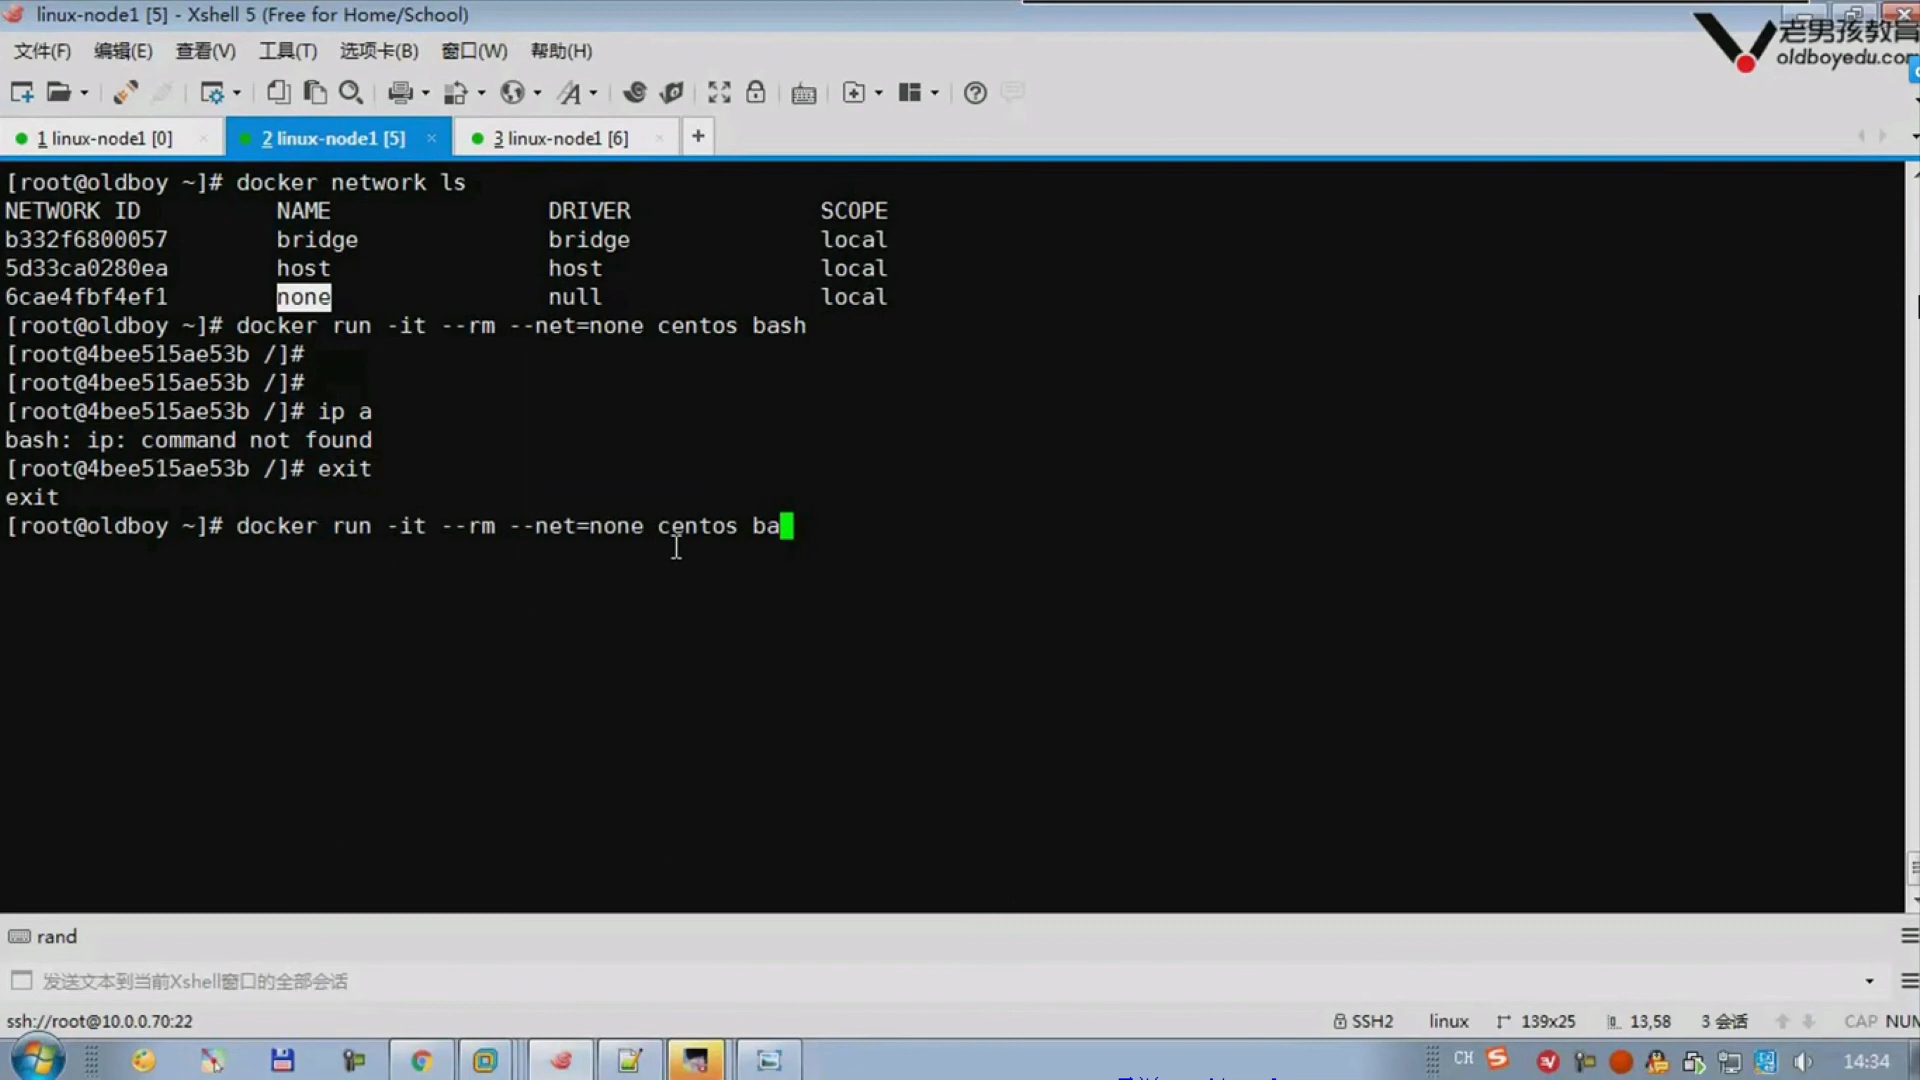 linux-node1 [5] - Xshell 5 (Free for Home/School)
老男孩教育
oldboyedu.com
文件(F) 编辑(E) 查看(V) 工具(T) 选项卡(B) 窗口(W) 帮助(H)
1 linux-node1 [0] 2 linux-node1 [5] 3 linux-node1 [6]
[root@oldboy ~]# docker network ls
NETWORK ID NAME DRIVER SCOPE
b332f6800057 bridge bridge local
5d33ca0280ea host host local
6cae4fbf4ef1 none null local
[root@oldboy ~]# docker run -it --rm --net=none centos bash
[root@4bee515ae53b /]#
[root@4bee515ae53b /]#
[root@4bee515ae53b /]# ip a
bash: ip: command not found
[root@4bee515ae53b /]# exit
exit
[root@oldboy ~]# docker run -it --rm --net=none centos ba
rand
发送文本到当前Xshell窗口的全部会话
ssh://root@10.0.0.70:22 SSH2 linux 139x25 13,58 3 会话 CAP NUM
CH 14:34